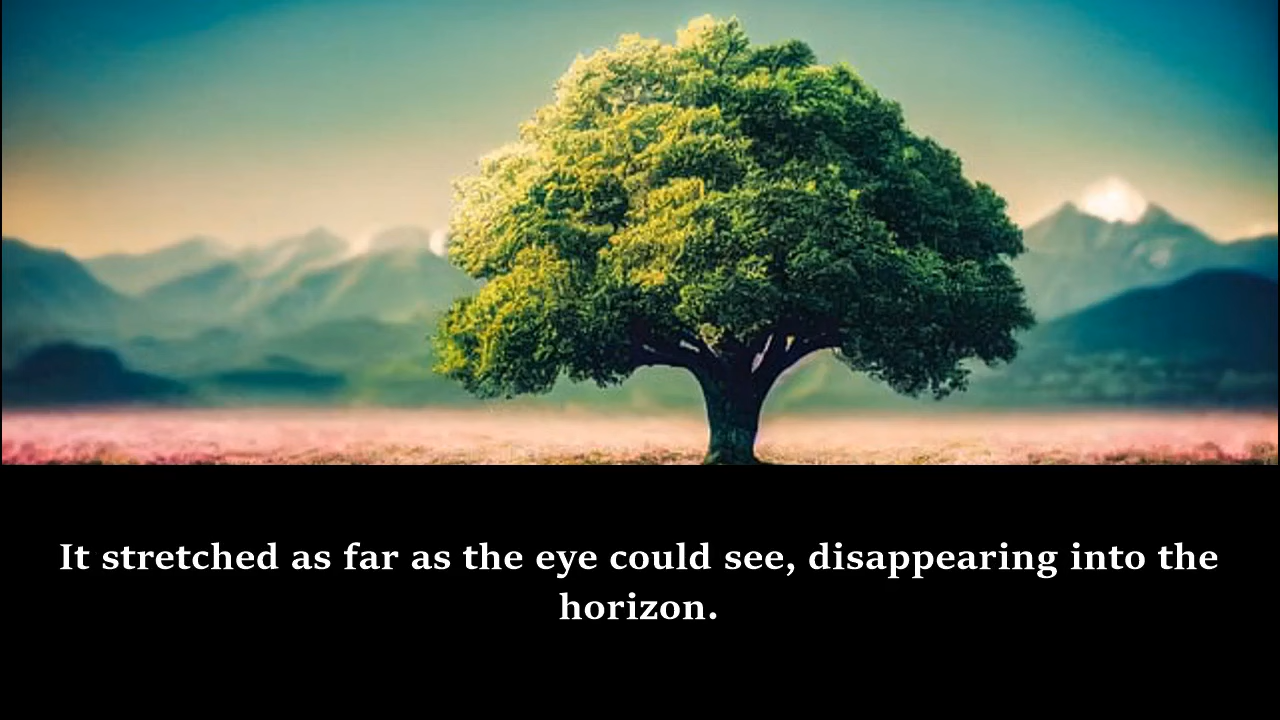 It stretched as far as the eye could see, disappearing into the
horizon.